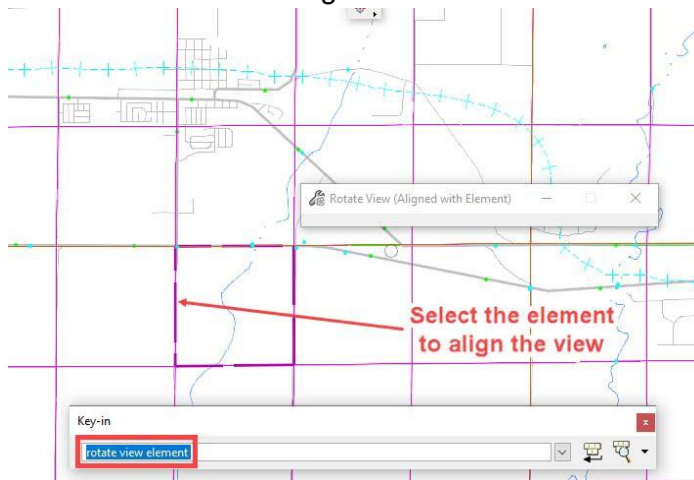 Rotate View (Aligned with Element)
Select the element
to align the view
Key-in
rotate view element